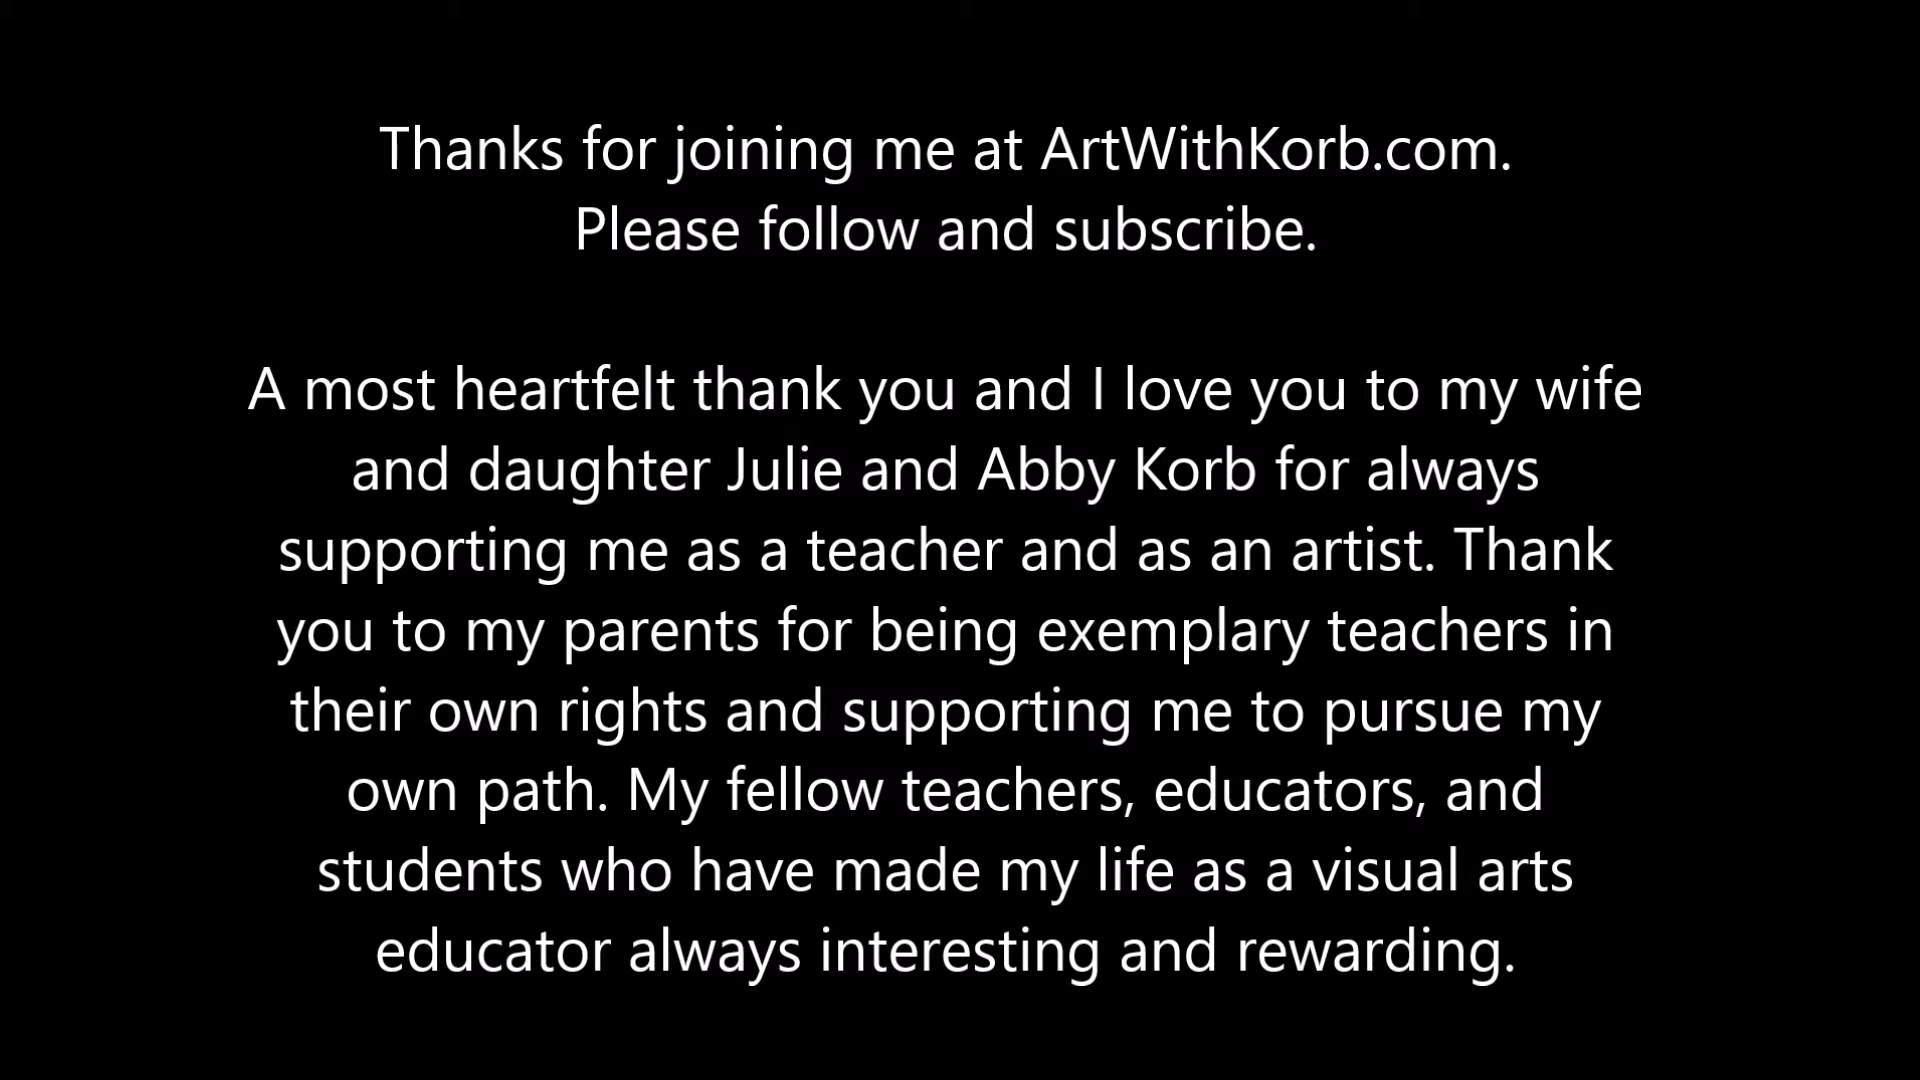 Thanks for joining me at ArtWithKorb.com.
Please follow and subscribe.
A most heartfelt thank you and I love you to my wife
and daughter Julie and Abby Korb for always
supporting me as a teacher and as an artist. Thank
you to my parents for being exemplary teachers in
their own rights and supporting me to pursue my
own path. My fellow teachers, educators, and
students who have made my life as a visual arts
educator always interesting and rewarding.